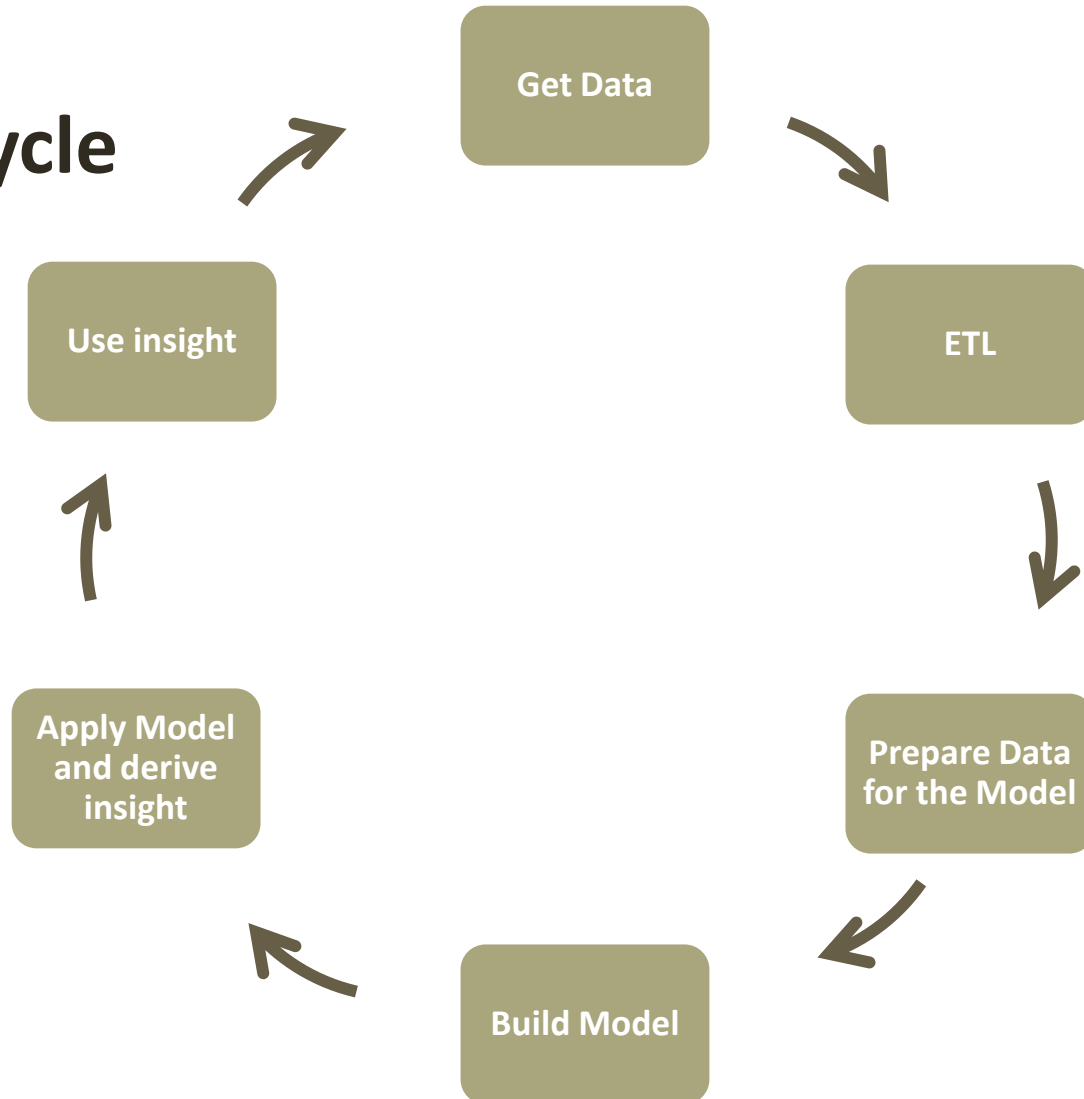 ycle
Get Data
ETL
Prepare Data
for the Model
Build Model
Apply Model
and derive
insight
Use insight